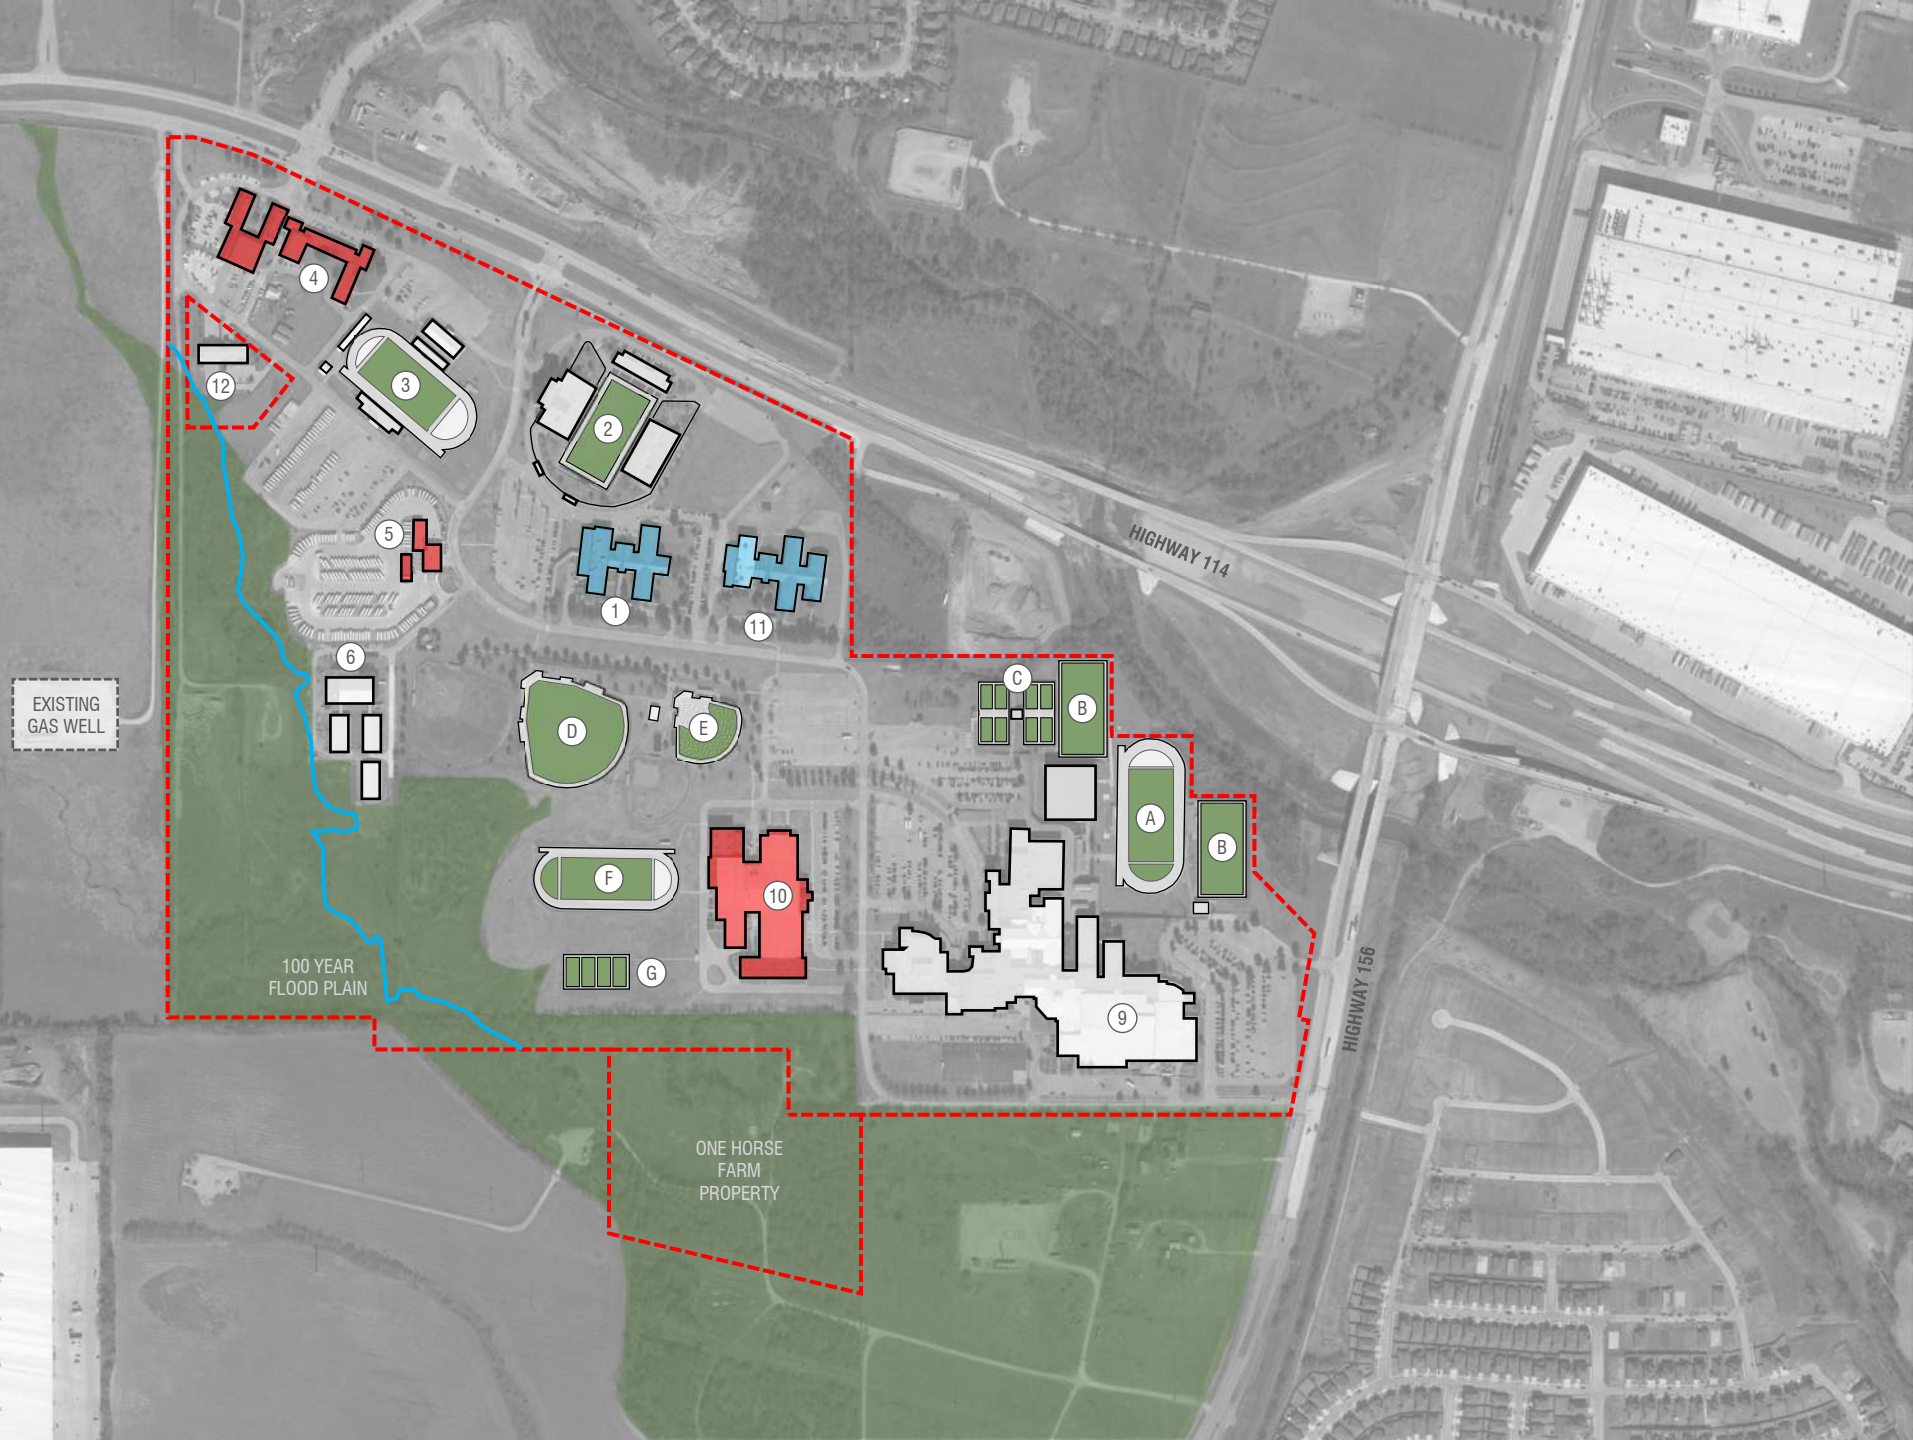 4
3
12
2
5
1
11
6
HIGHWAY 114
C
B
EXISTING
GAS WELL
D
E
A
B
F
10
G
100 YEAR
FLOOD PLAIN
9
HIGHWAY 156
ONE HORSE
FARM
PROPERTY